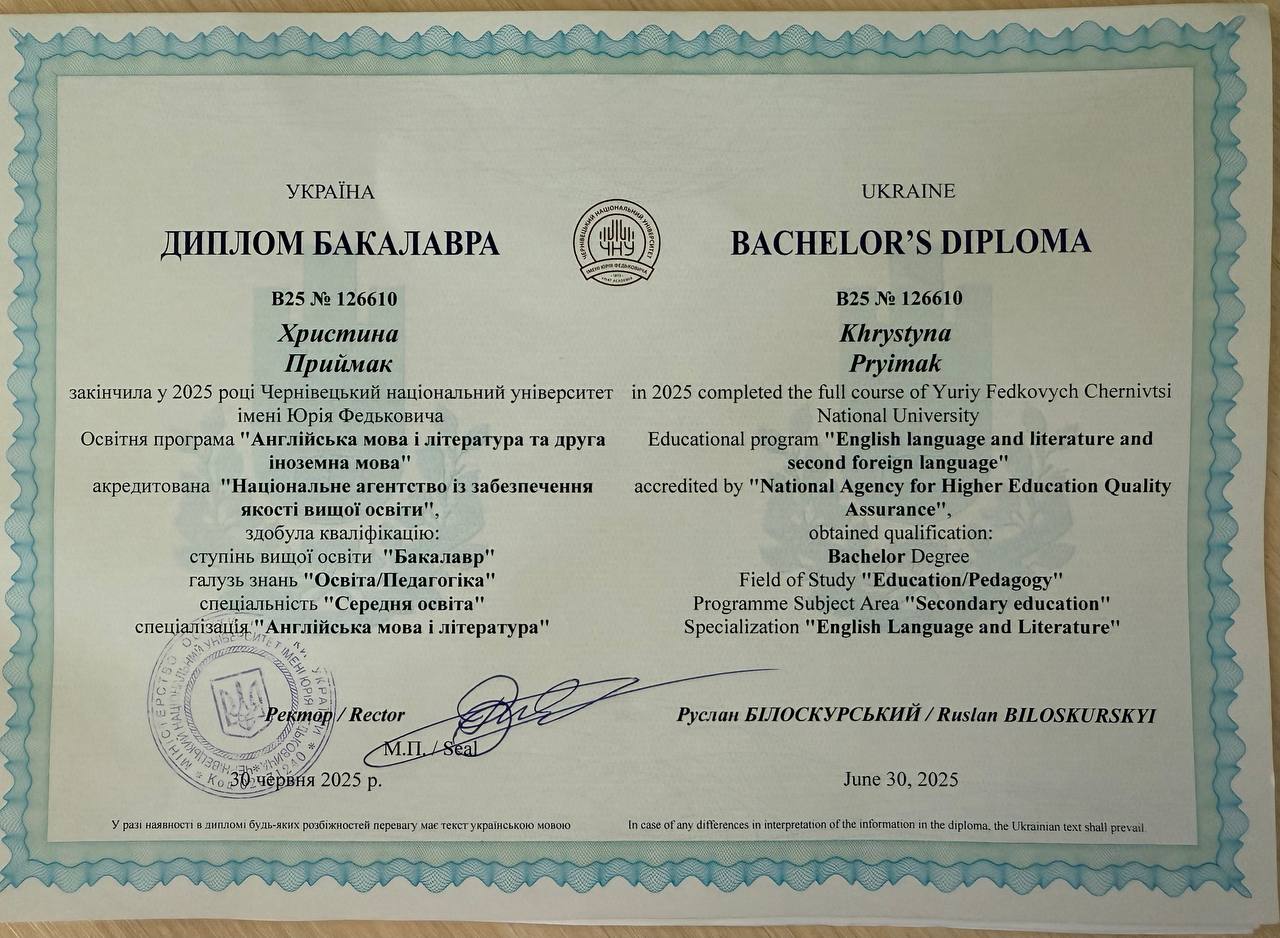 УКРАЇНА
ДИПЛОМ БАКАЛАВРА
В25 № 126610
Христина
Приймак
закінчила у 2025 році Чернівецький національний університет
імені Юрія Федьковича
Освітня програма "Англійська мова і література та друга
іноземна мова"
акредитована "Національне агентство із забезпечення
якості вищої освіти",
здобула кваліфікацію:
ступінь вищої освіти "Бакалавр"
галузь знань "Освіта/Педагогіка"
спеціальність "Середня освіта"
спеціалізація "Англійська мова і література"
ЧЕРНІВЕЦЬКИЙ НАЦІОНАЛЬНИЙ УНІВЕРСИТЕТ
ЧНУ
ІМЕНІ ЮРІЯ ФЕДЬКОВИЧА
UKRAINE
BACHELOR’S DIPLOMA
B25 № 126610
Khrystyna
Pryimak
in 2025 completed the full course of Yuriy Fedkovych Chernivtsi
National University
Educational program "English language and literature and
second foreign language"
accredited by "National Agency for Higher Education Quality
Assurance",
obtained qualification:
Bachelor Degree
Field of Study "Education/Pedagogy"
Programme Subject Area "Secondary education"
Specialization "English Language and Literature"
Ректор / Rector
Руслан БІЛОСКУРСЬКИЙ / Ruslan BILOSKURSKYI
М.П. / Seal
30 червня 2025 р.
June 30, 2025
У разі наявності в дипломі будь-яких розбіжностей перевагу має текст українською мовою
In case of any differences in interpretation of the information in the diploma, the Ukrainian text shall prevail.